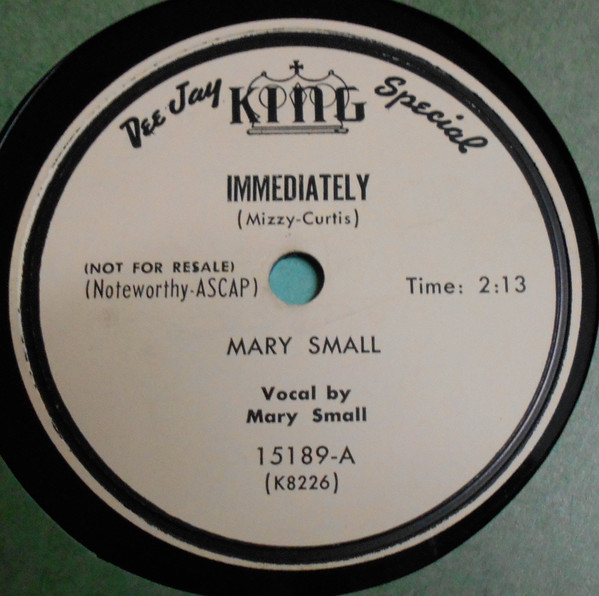 Dee Jay KING Special
IMMEDIATELY
(Mizzy-Curtis)
(NOT FOR RESALE)
(Noteworthy-ASCAP)
Time: 2:13
MARY SMALL
Vocal by
Mary Small
15189-A
(K8226)